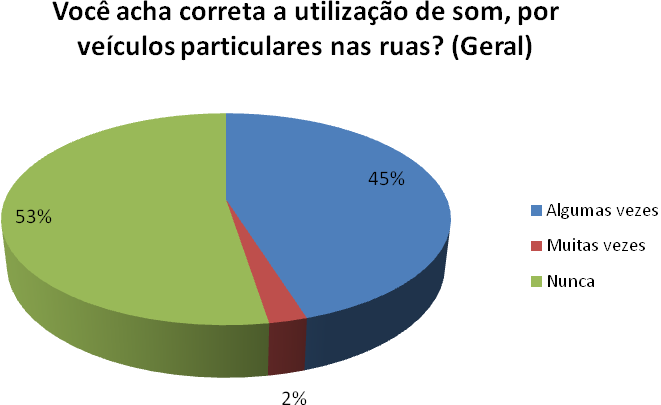 Você acha correta a utilização de som, por
veículos particulares nas ruas? (Geral)
45%
53%
2%
Algumas vezes
Muitas vezes
Nunca